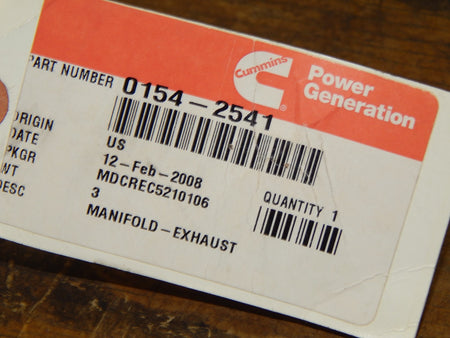 Cummins
Power
Generation
PART NUMBER 0154-2541
ORIGIN US
DATE 12-Feb-2008
PKGR MDCREC5210106
WT 3
DESC MANIFOLD-EXHAUST
QUANTITY 1